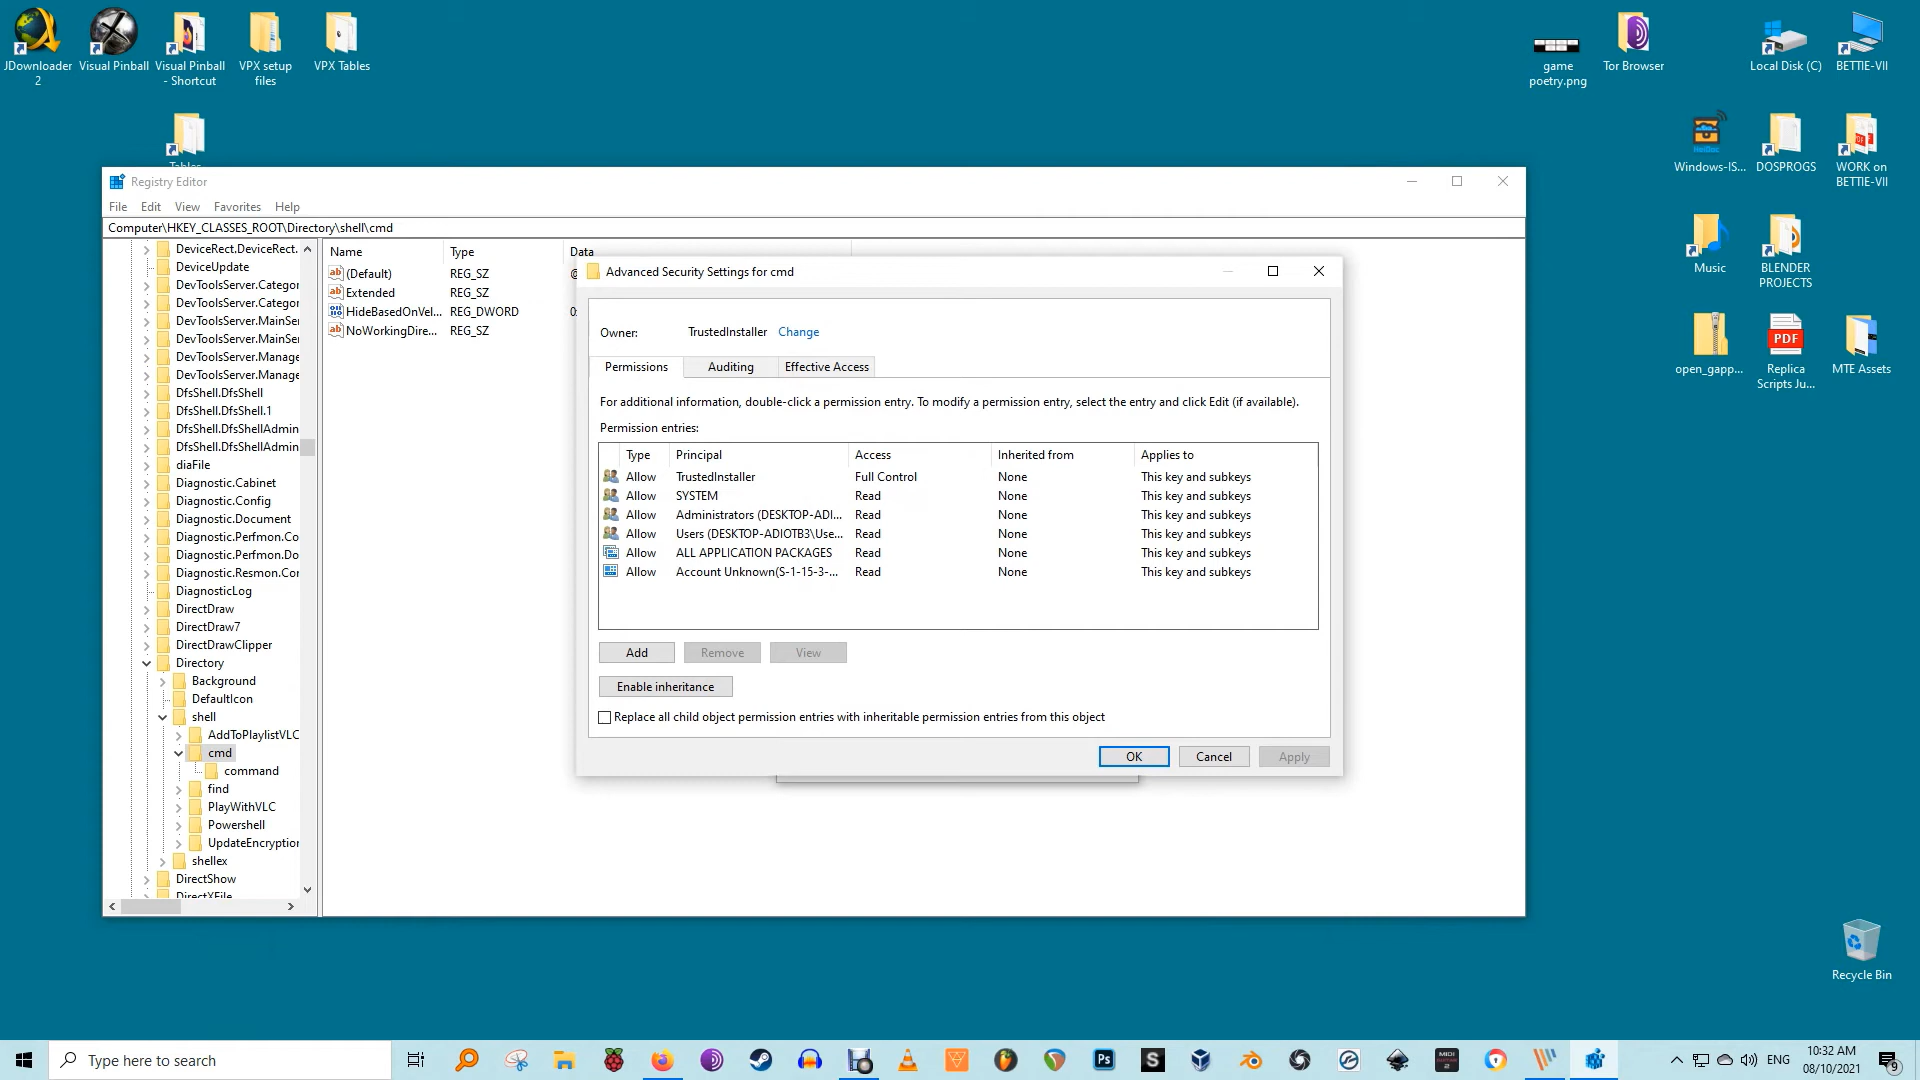 JDownloader
2
Visual Pinball
Visual Pinball
- Shortcut
VPX setup
files
VPX Tables
Tables
game
poetry.png
Tor Browser
Local Disk (C)
BETTIE-VII
Windows-IS...
DOSPROGS
WORK on
BETTIE-VII
Music
BLENDER
PROJECTS
open_gapp...
PDF
Replica
Scripts Ju...
MTE Assets
Recycle Bin
Registry Editor
File Edit View Favorites Help
Computer\HKEY_CLASSES_ROOT\Directory\shell\cmd
DeviceRect.DeviceRect.
DeviceUpdate
DevToolsServer.Categor
DevToolsServer.Categor
DevToolsServer.MainSer
DevToolsServer.MainSer
DevToolsServer.Manage
DevToolsServer.Manage
DfsShell.DfsShell
DfsShell.DfsShell.1
DfsShell.DfsShellAdmin
DfsShell.DfsShellAdmin
diaFile
Diagnostic.Cabinet
Diagnostic.Config
Diagnostic.Document
Diagnostic.Perfmon.Co
Diagnostic.Perfmon.Do
Diagnostic.Resmon.Cor
DiagnosticLog
DirectDraw
DirectDraw7
DirectDrawClipper
Directory
Background
DefaultIcon
shell
AddToPlaylistVLC
cmd
command
find
PlayWithVLC
Powershell
UpdateEncryption
shellex
DirectShow
DirectXFile
Name Type Data
(Default) REG_SZ @
Extended REG_SZ
HideBasedOnVel... REG_DWORD 0:
NoWorkingDire... REG_SZ
Advanced Security Settings for cmd
Owner: TrustedInstaller Change
Permissions Auditing Effective Access
For additional information, double-click a permission entry. To modify a permission entry, select the entry and click Edit (if available).
Permission entries:
Type Principal Access Inherited from Applies to
Allow TrustedInstaller Full Control None This key and subkeys
Allow SYSTEM Read None This key and subkeys
Allow Administrators (DESKTOP-ADI... Read None This key and subkeys
Allow Users (DESKTOP-ADIOTB3\Use... Read None This key and subkeys
Allow ALL APPLICATION PACKAGES Read None This key and subkeys
Allow Account Unknown(S-1-15-3-... Read None This key and subkeys
Add Remove View
Enable inheritance
Replace all child object permission entries with inheritable permission entries from this object
OK Cancel Apply
Type here to search
Ps
S
MIDI
2
ENG
10:32 AM
08/10/2021
9